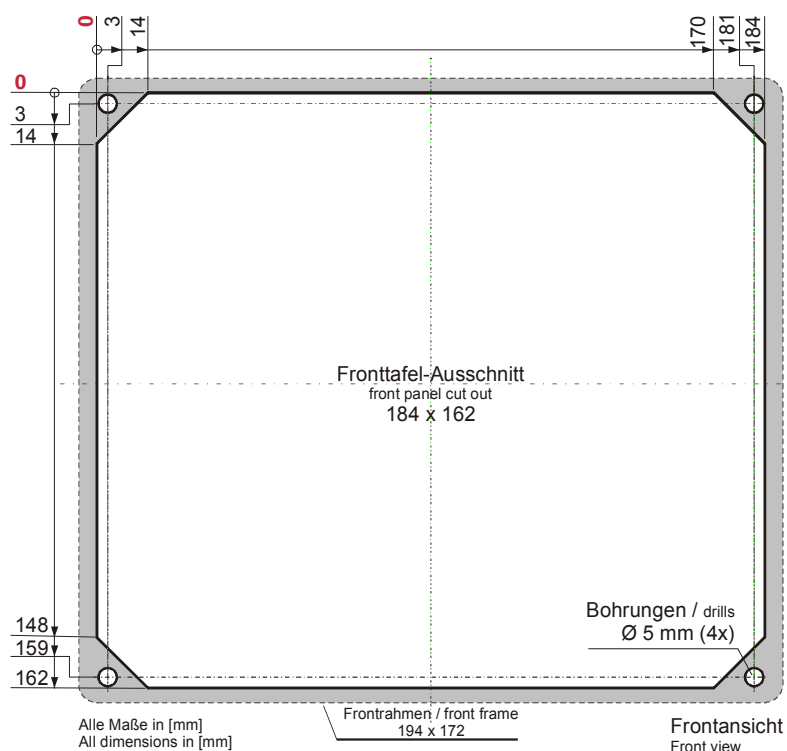 0
3
14
170
181
184
0
3
14
Fronttafel-Ausschnitt
front panel cut out
184 x 162
148
159
162
Bohrungen / drills
Ø 5 mm (4x)
Alle Maße in [mm]
All dimensions in [mm]
Frontrahmen / front frame
194 x 172
Frontansicht
Front view